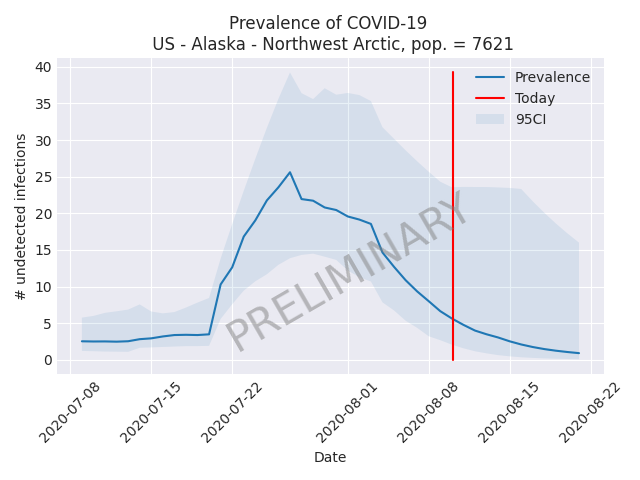 Prevalence of COVID-19
US - Alaska - Northwest Arctic, pop. = 7621
40
35
30
25
20
15
10
5
0
# undetected infections
Prevalence
Today
95CI
PRELIMINARY
2020-07-08
2020-07-15
2020-07-22
2020-08-01
2020-08-08
2020-08-15
2020-08-22
Date